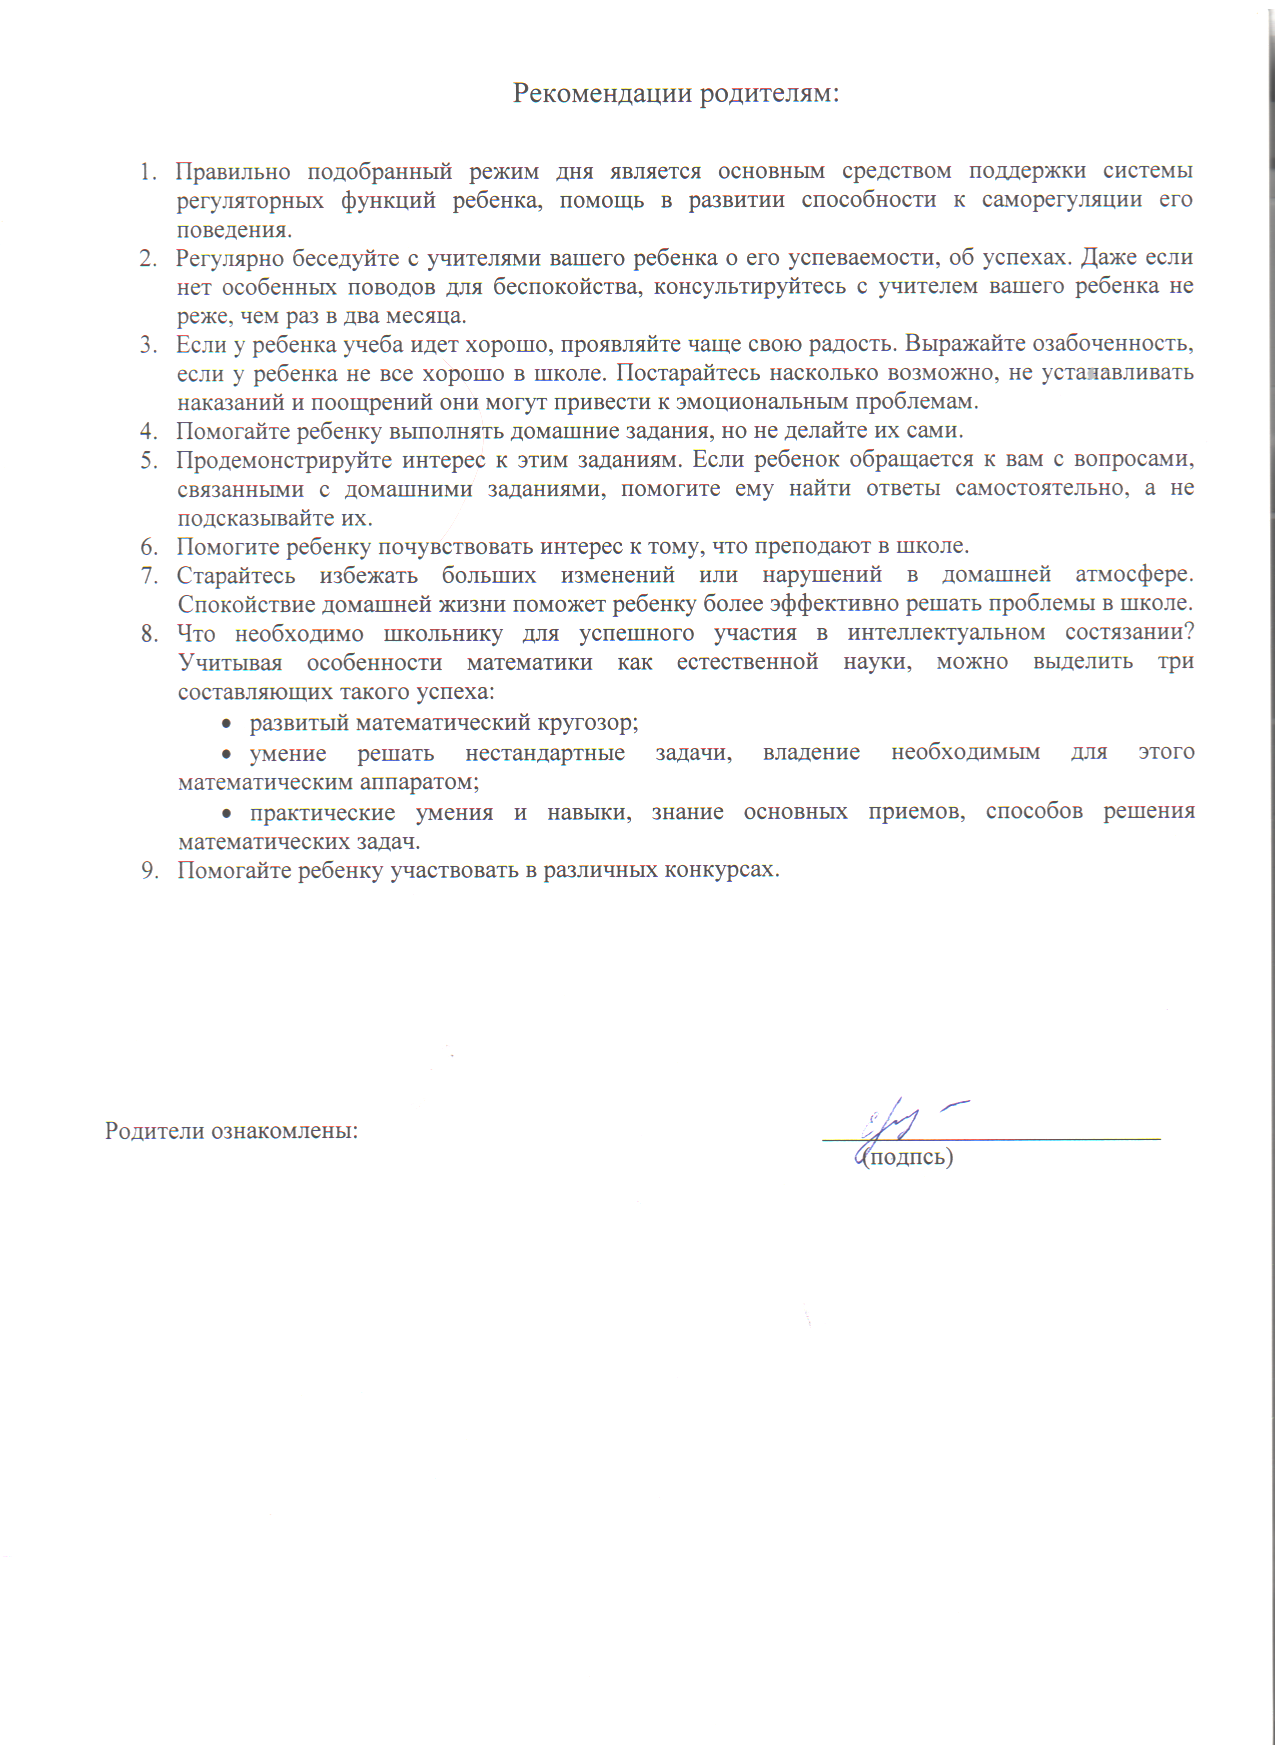 Рекомендации родителям:
1. Правильно подобранный режим дня является основным средством поддержки системы
регуляторных функций ребенка, помощь в развитии способности к саморегуляции его
поведения.
2. Регулярно беседуйте с учителями вашего ребенка о его успеваемости, об успехах. Даже если
нет особенных поводов для беспокойства, консультируйтесь с учителем вашего ребенка не
реже, чем раз в два месяца.
3. Если у ребенка учеба идет хорошо, проявляйте чаще свою радость. Выражайте озабоченность,
если у ребенка не все хорошо в школе. Постарайтесь насколько возможно, не устанавливать
наказаний и поощрений они могут привести к эмоциональным проблемам.
4. Помогайте ребенку выполнять домашние задания, но не делайте их сами.
5. Продемонстрируйте интерес к этим заданиям. Если ребенок обращается к вам с вопросами,
связанными с домашними заданиями, помогите ему найти ответы самостоятельно, а не
подсказывайте их.
6. Помогите ребенку почувствовать интерес к тому, что преподают в школе.
7. Старайтесь избежать больших изменений или нарушений в домашней атмосфере.
Спокойствие домашней жизни поможет ребенку более эффективно решать проблемы в школе.
8. Что необходимо школьнику для успешного участия в интеллектуальном состязании?
Учитывая особенности математики как естественной науки, можно выделить три
составляющих такого успеха:
• развитый математический кругозор;
• умение решать нестандартные задачи, владение необходимым для этого
математическим аппаратом;
• практические умения и навыки, знание основных приемов, способов решения
математических задач.
9. Помогайте ребенку участвовать в различных конкурсах.
Родители ознакомлены:
(подпсь)